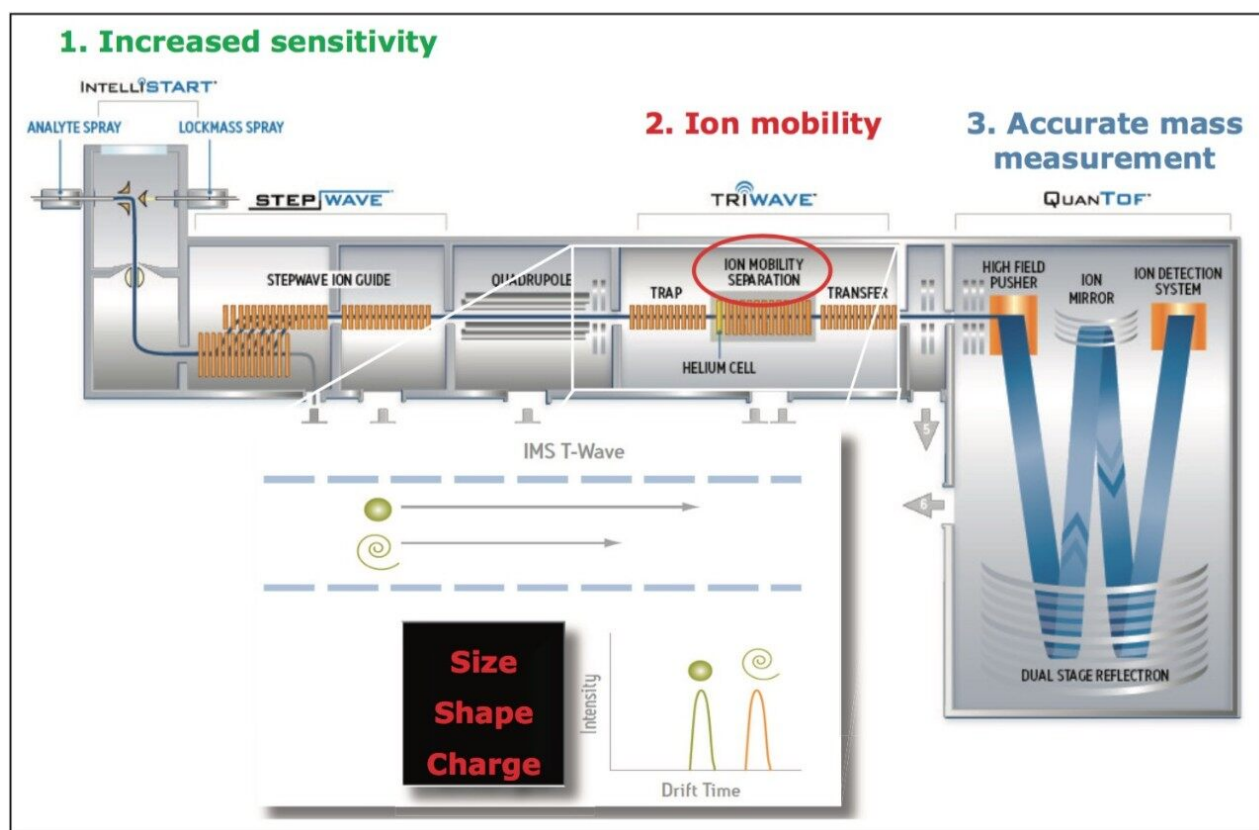 1. Increased sensitivity
INTELLISTART
ANALYTE SPRAY
LOCKMASS SPRAY
2. Ion mobility
3. Accurate mass
measurement
STEPWAVE
TRIWAVE
QUANTOF
STEPWAVE ION GUIDE
QUADRUPOLE
TRAP
ION MOBILITY
SEPARATION
TRANSFER
HELIUM CELL
HIGH FIELD
PUSHER
ION
MIRROR
ION DETECTION
SYSTEM
5
6
DUAL STAGE REFLECTRON
IMS T-Wave
Size
Shape
Charge
Intensity
Drift Time